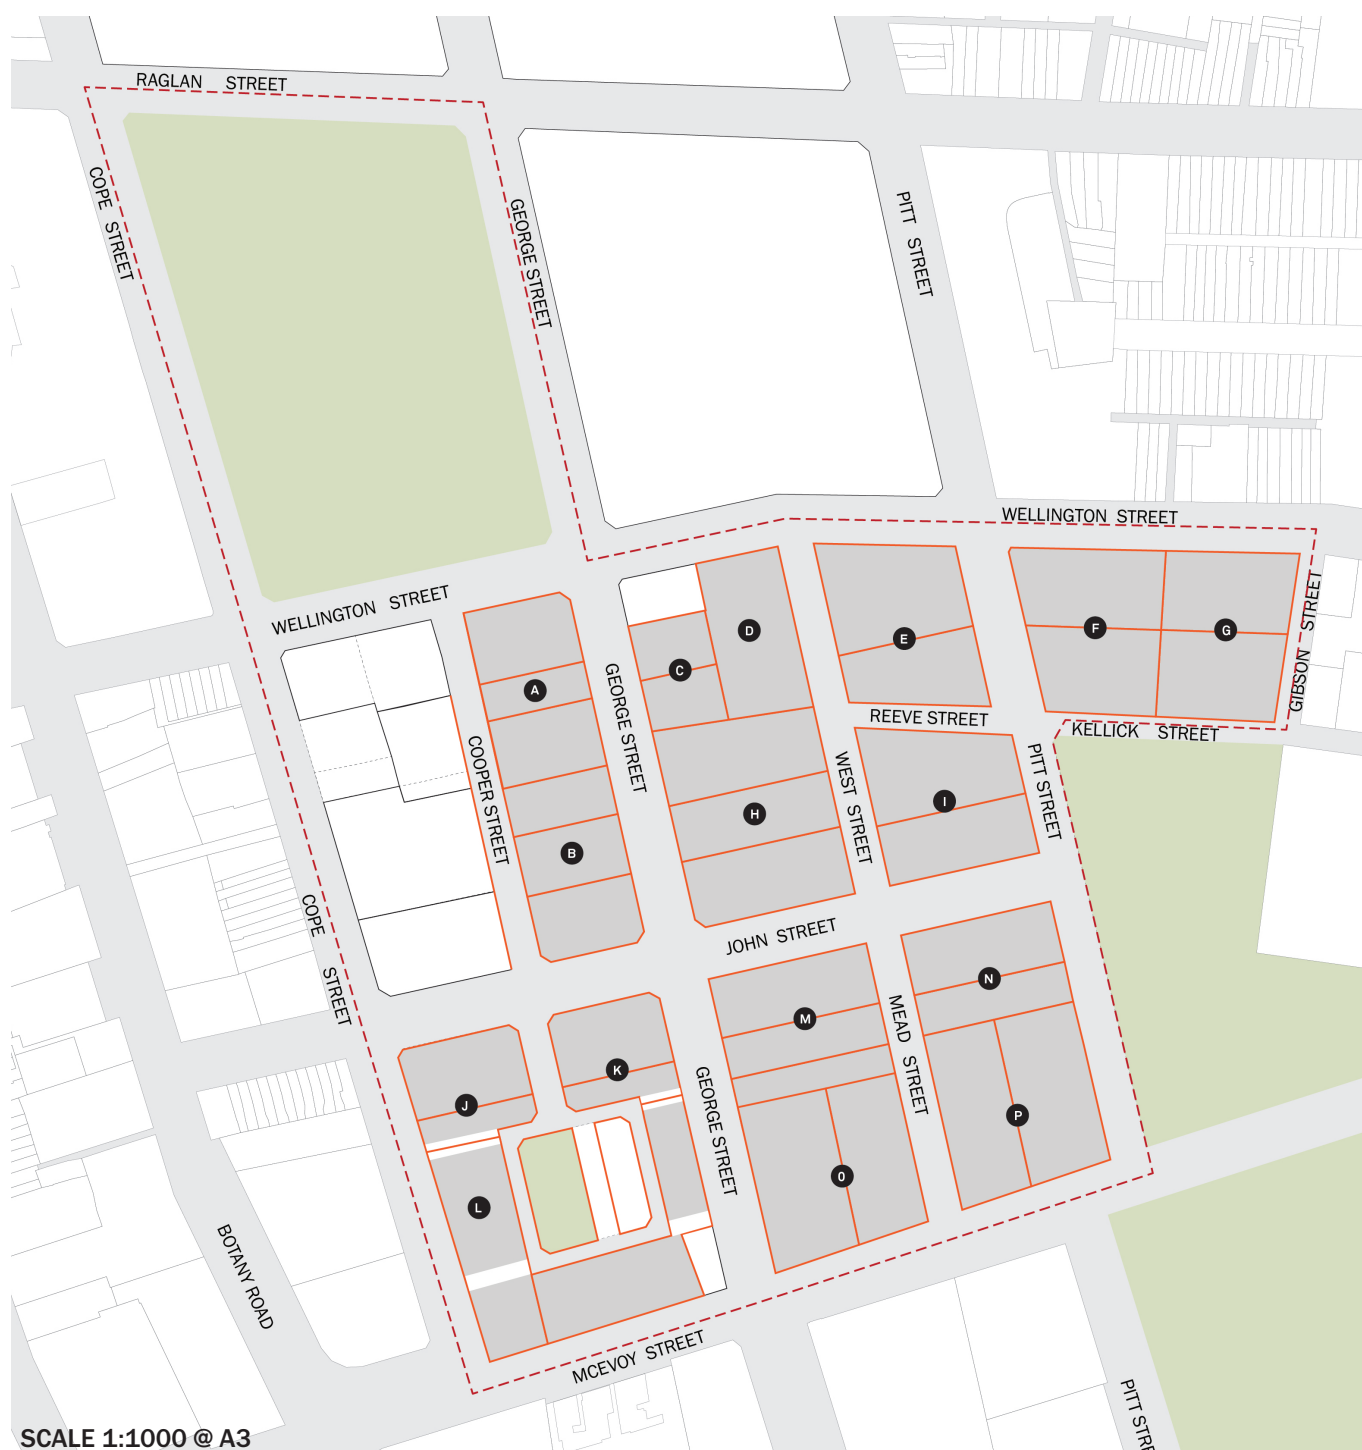 RAGLAN STREET
COPE STREET
GEORGE STREET
PITT STREET
WELLINGTON STREET
WELLINGTON STREET
GIBSON STREET
D
F
G
E
C
A
GEORGE STREET
REEVE STREET
KELLICK STREET
COOPER STREET
WEST STREET
PITT STREET
I
H
B
COPE STREET
JOHN STREET
N
M
MEAD STREET
K
J
GEORGE STREET
P
O
L
BOTANY ROAD
MCEVOY STREET
PITT STRE
SCALE 1:1000 @ A3